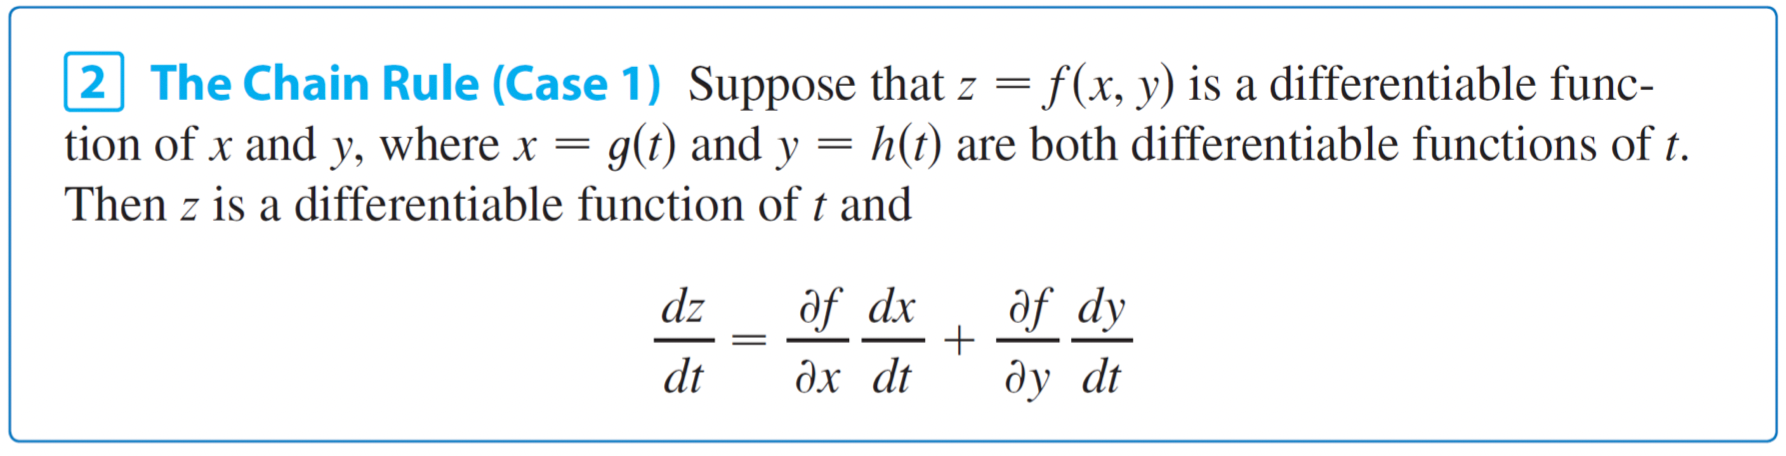 2 The Chain Rule (Case 1) Suppose that z = f(x, y) is a differentiable func-
tion of x and y, where x = g(t) and y = h(t) are both differentiable functions of t.
Then z is a differentiable function of t and
dz/dt = ∂f/∂x dx/dt + ∂f/∂y dy/dt